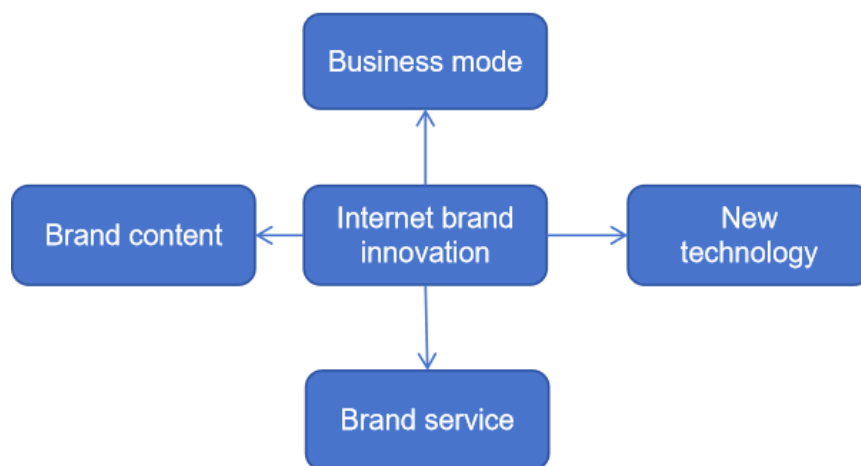 Business mode
Brand content
Internet brand
innovation
New
technology
Brand service